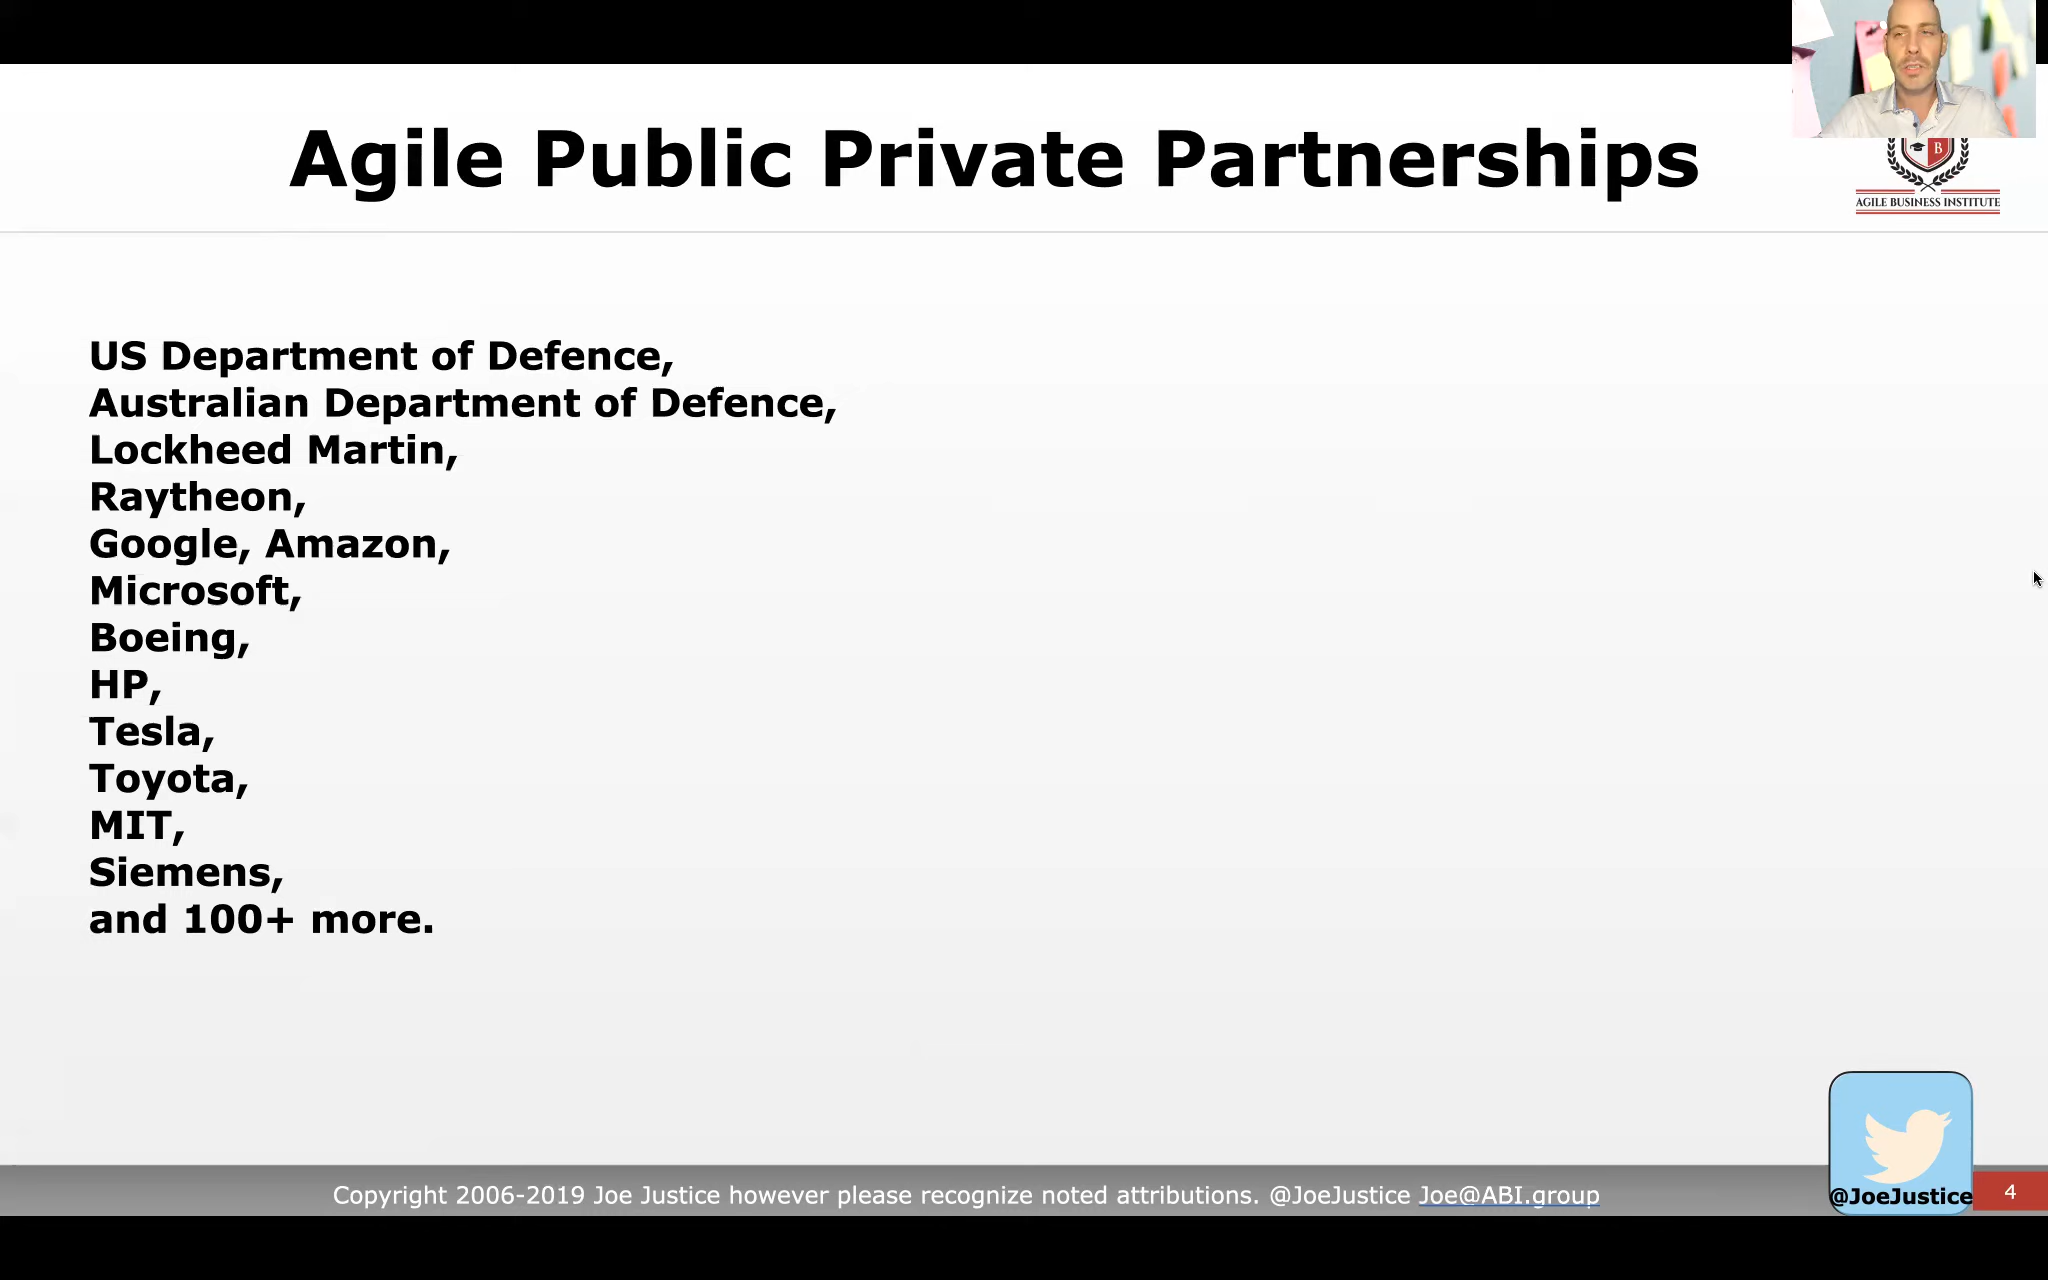 Agile Public Private Partnerships
B
AGILE BUSINESS INSTITUTE
US Department of Defence,
Australian Department of Defence,
Lockheed Martin,
Raytheon,
Google, Amazon,
Microsoft,
Boeing,
HP,
Tesla,
Toyota,
MIT,
Siemens,
and 100+ more.
Copyright 2006-2019 Joe Justice however please recognize noted attributions. @JoeJustice Joe@ABI.group
@JoeJustice
4